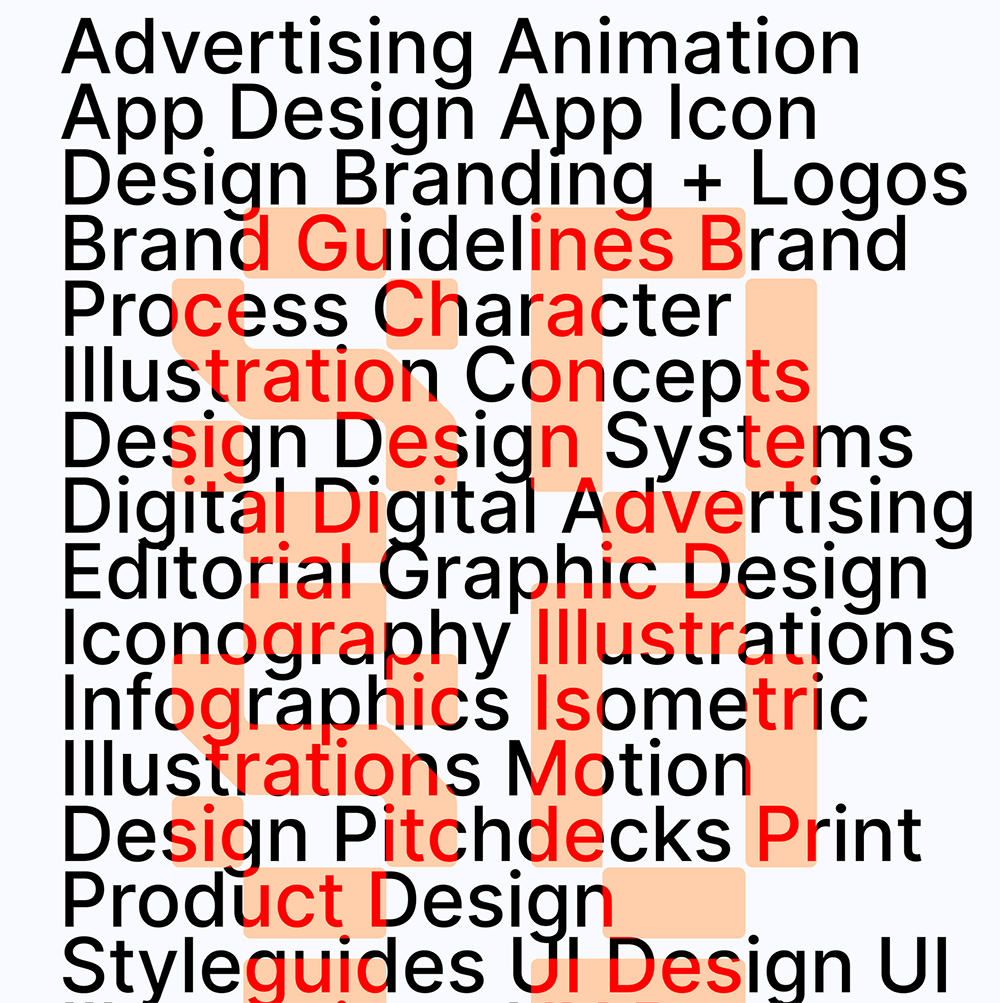 Advertising Animation
App Design App Icon
Design Branding + Logos
Brand Guidelines Brand
Process Character
Illustration Concepts
Design Design Systems
Digital Digital Advertising
Editorial Graphic Design
Iconography Illustrations
Infographics Isometric
Illustrations Motion
Design Pitchdecks Print
Product Design
Styleguides UI Design UI